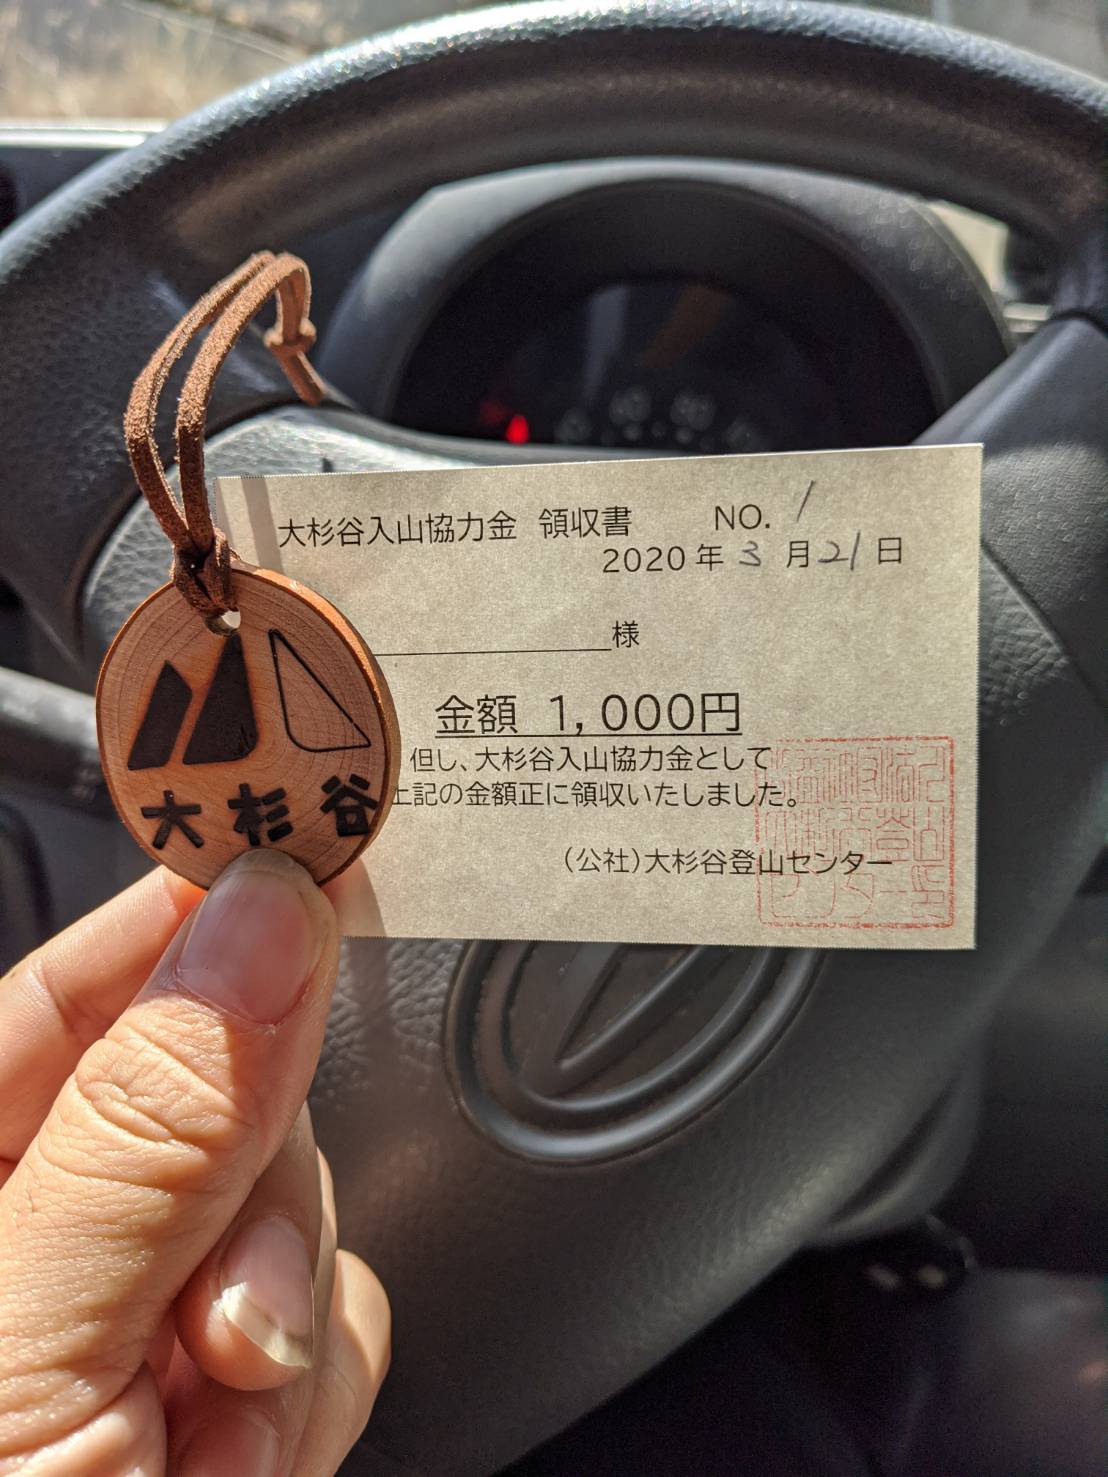 大杉谷入山協力金 領収書 NO. 1
2020年 3 月 21 日
様
金額 1,000円
但し、大杉谷入山協力金として
上記の金額正に領収いたしました。
(公社)大杉谷登山センター
大杉谷